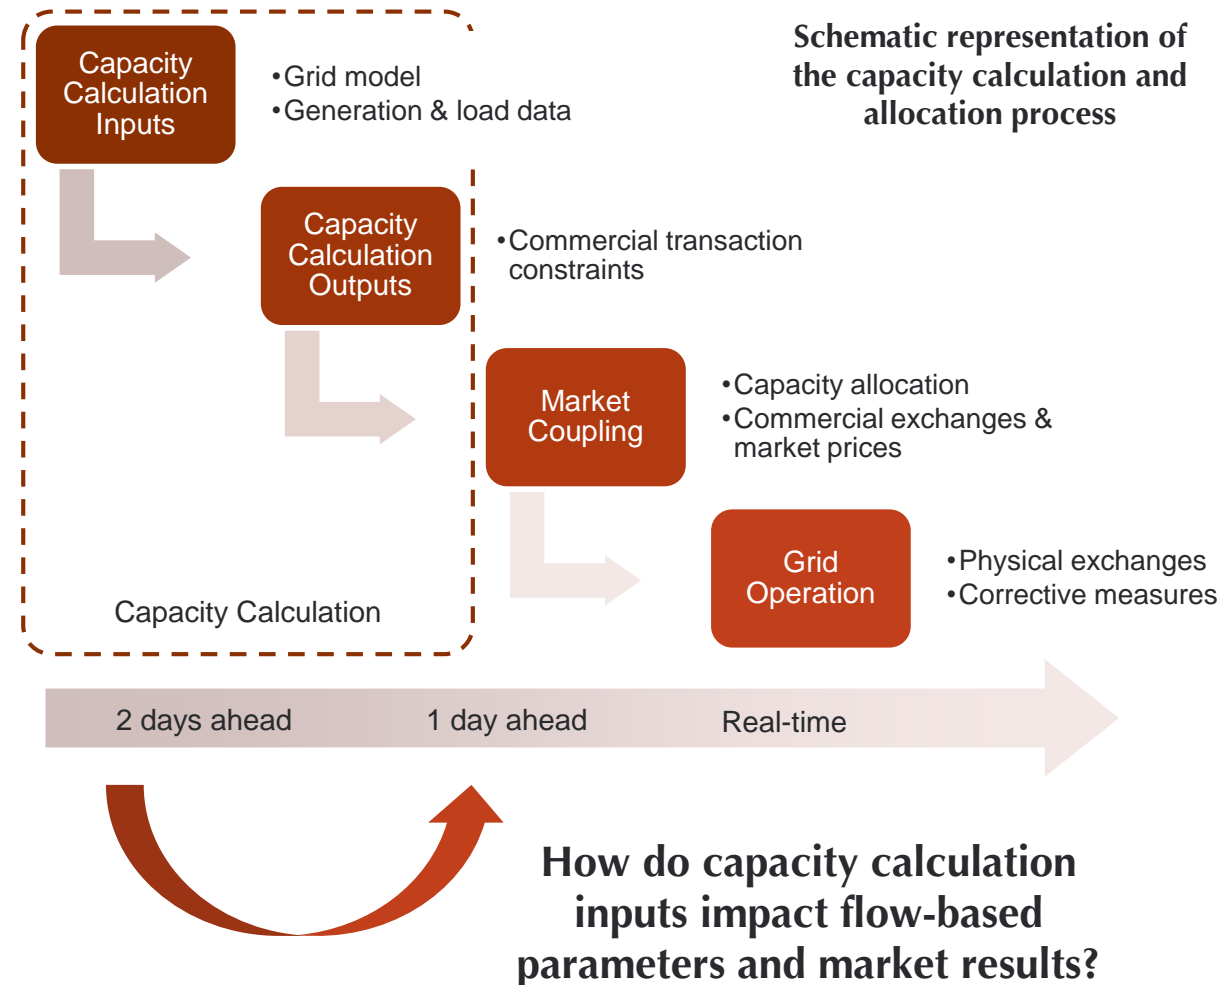 Schematic representation of
the capacity calculation and
allocation process
Capacity
Calculation
Inputs
•Grid model
•Generation & load data
Capacity
Calculation
Outputs
•Commercial transaction
constraints
Market
Coupling
•Capacity allocation
•Commercial exchanges &
market prices
Grid
Operation
•Physical exchanges
•Corrective measures
Capacity Calculation
2 days ahead
1 day ahead
Real-time
How do capacity calculation
inputs impact flow-based
parameters and market results?